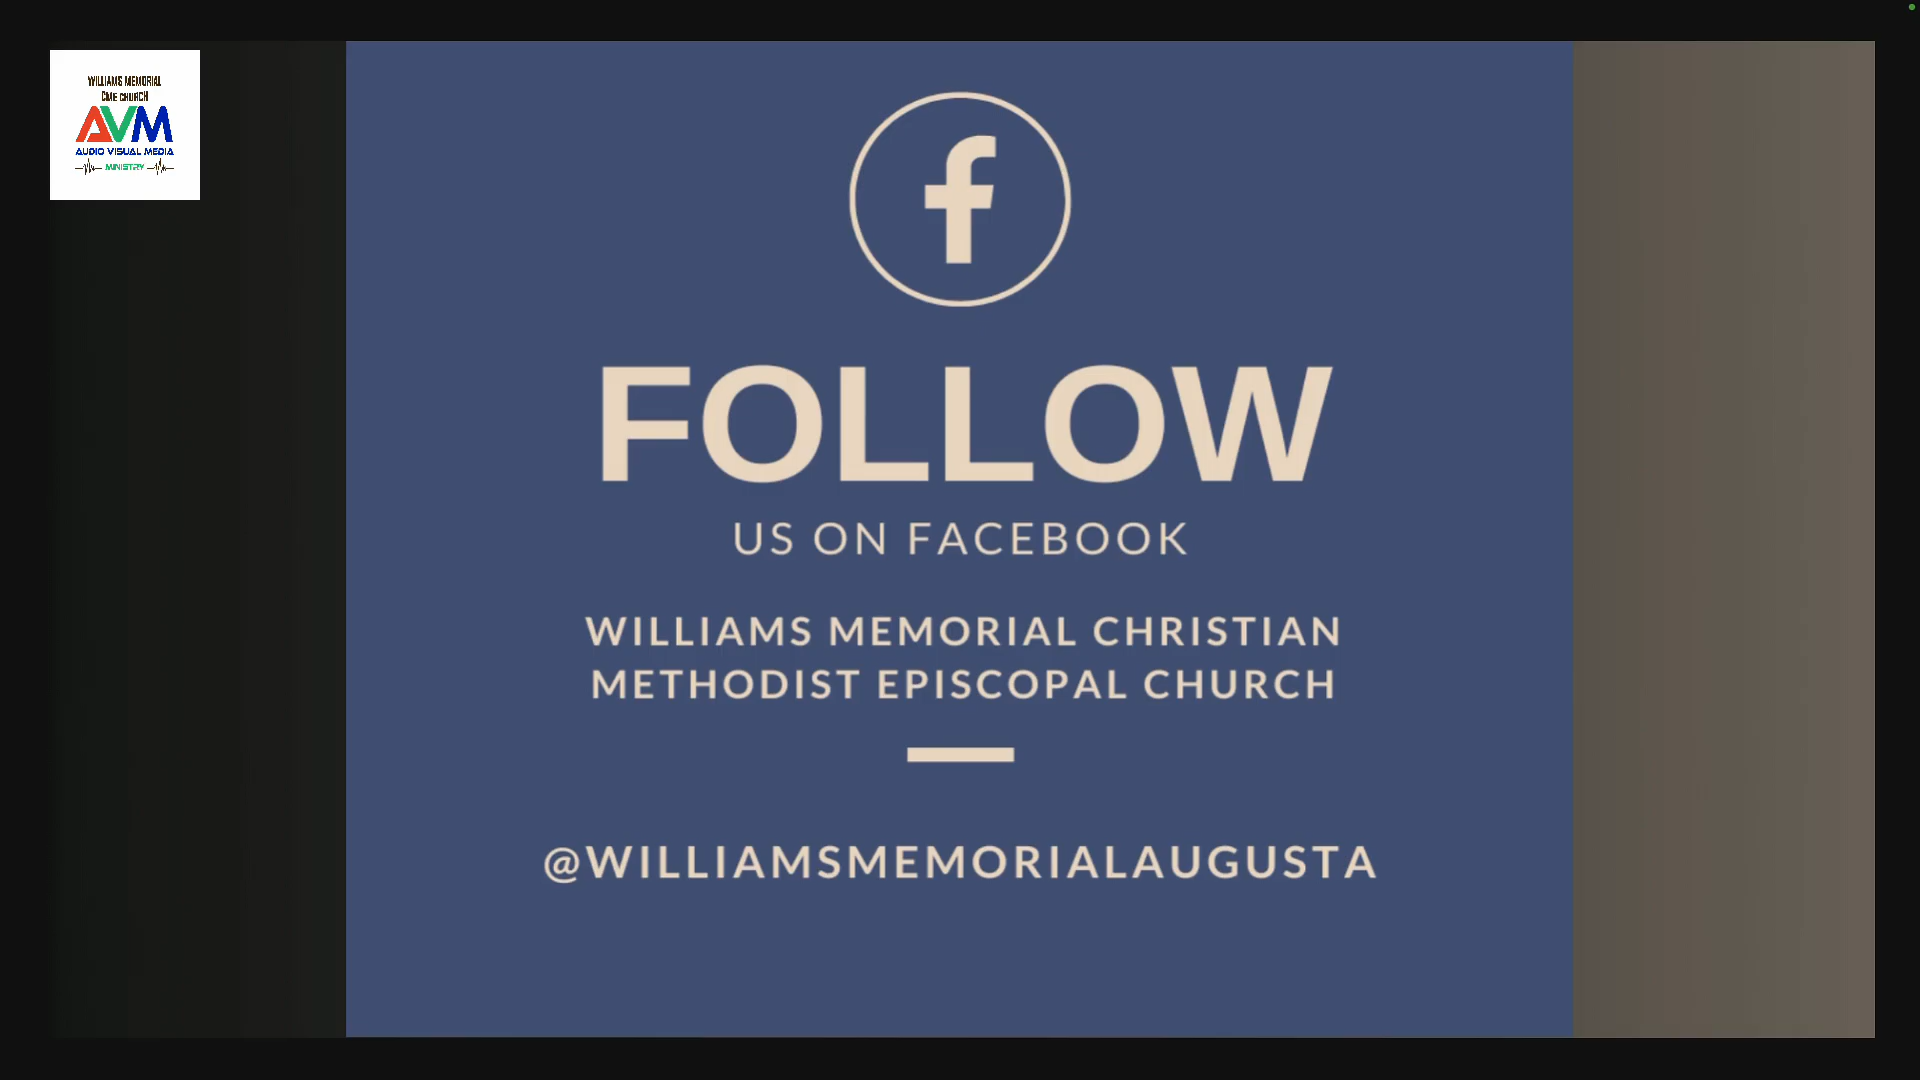 WILLIAMS MEMORIAL
CME CHURCH
AVM
AUDIO VISUAL MEDIA
MINISTRY
f
FOLLOW
US ON FACEBOOK
WILLIAMS MEMORIAL CHRISTIAN
METHODIST EPISCOPAL CHURCH
@WILLIAMSMEMORIALAUGUSTA